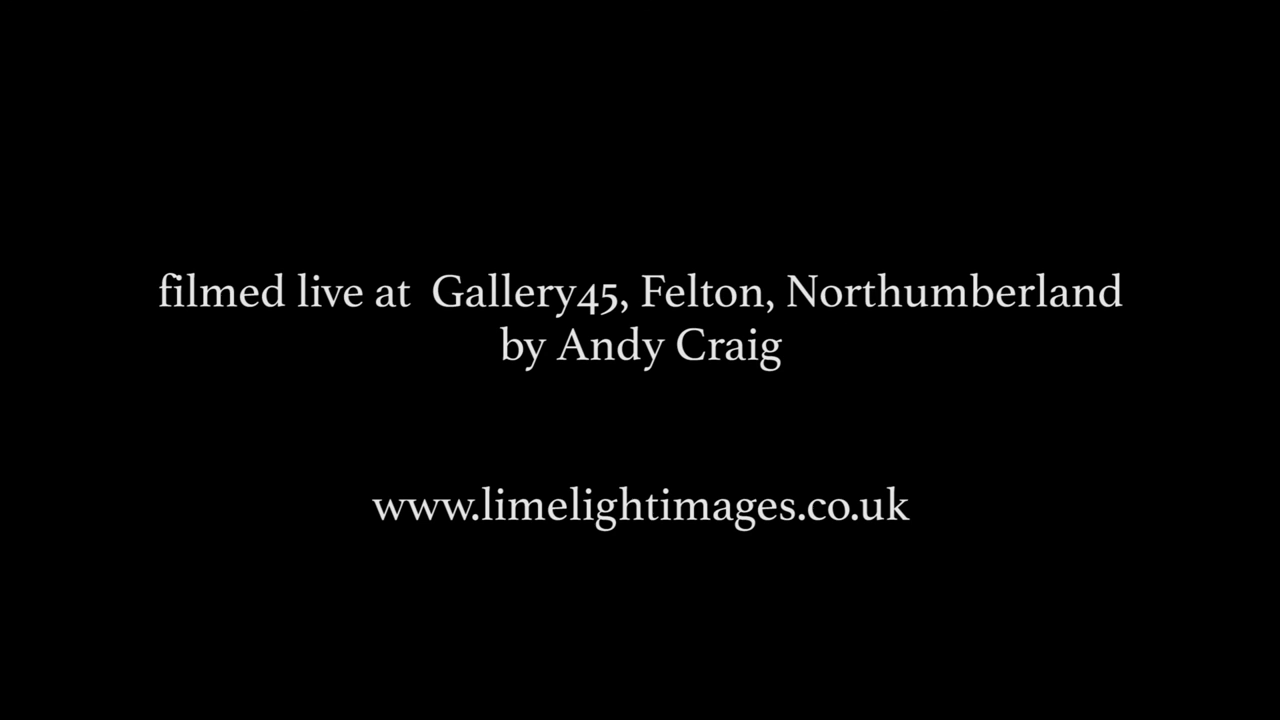 filmed live at  Gallery45, Felton, Northumberland
by Andy Craig
www.limelightimages.co.uk